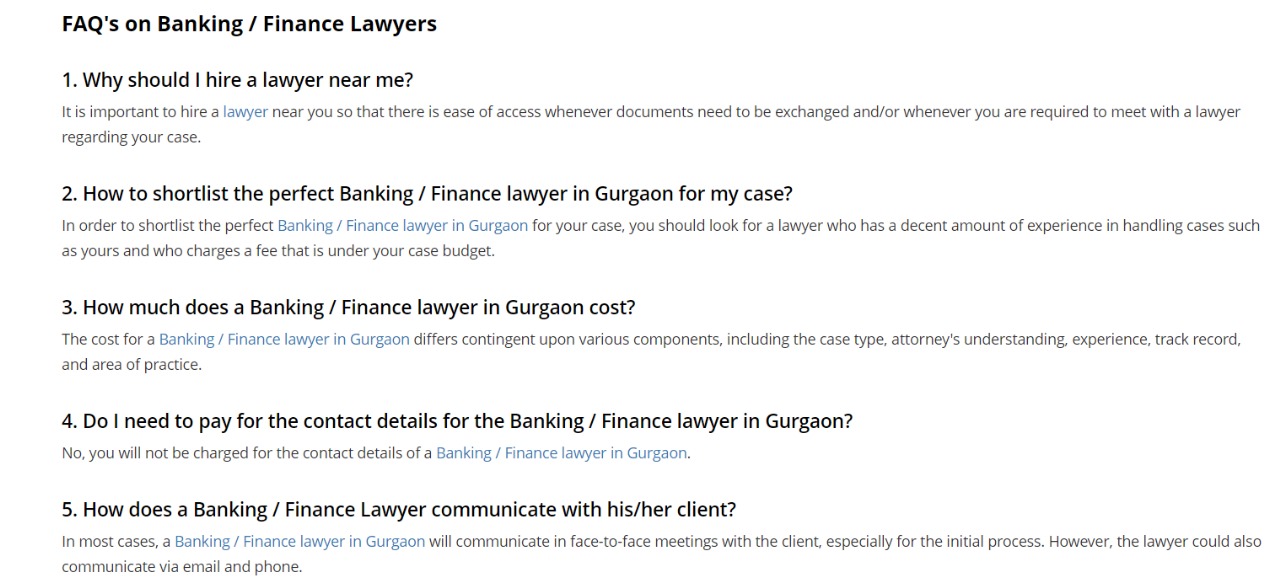 FAQ's on Banking / Finance Lawyers
1. Why should I hire a lawyer near me?
It is important to hire a lawyer near you so that there is ease of access whenever documents need to be exchanged and/or whenever you are required to meet with a lawyer
regarding your case.
2. How to shortlist the perfect Banking / Finance lawyer in Gurgaon for my case?
In order to shortlist the perfect Banking / Finance lawyer in Gurgaon for your case, you should look for a lawyer who has a decent amount of experience in handling cases such
as yours and who charges a fee that is under your case budget.
3. How much does a Banking / Finance lawyer in Gurgaon cost?
The cost for a Banking / Finance lawyer in Gurgaon differs contingent upon various components, including the case type, attorney's understanding, experience, track record,
and area of practice.
4. Do I need to pay for the contact details for the Banking / Finance lawyer in Gurgaon?
No, you will not be charged for the contact details of a Banking / Finance lawyer in Gurgaon.
5. How does a Banking / Finance Lawyer communicate with his/her client?
In most cases, a Banking / Finance lawyer in Gurgaon will communicate in face-to-face meetings with the client, especially for the initial process. However, the lawyer could also
communicate via email and phone.